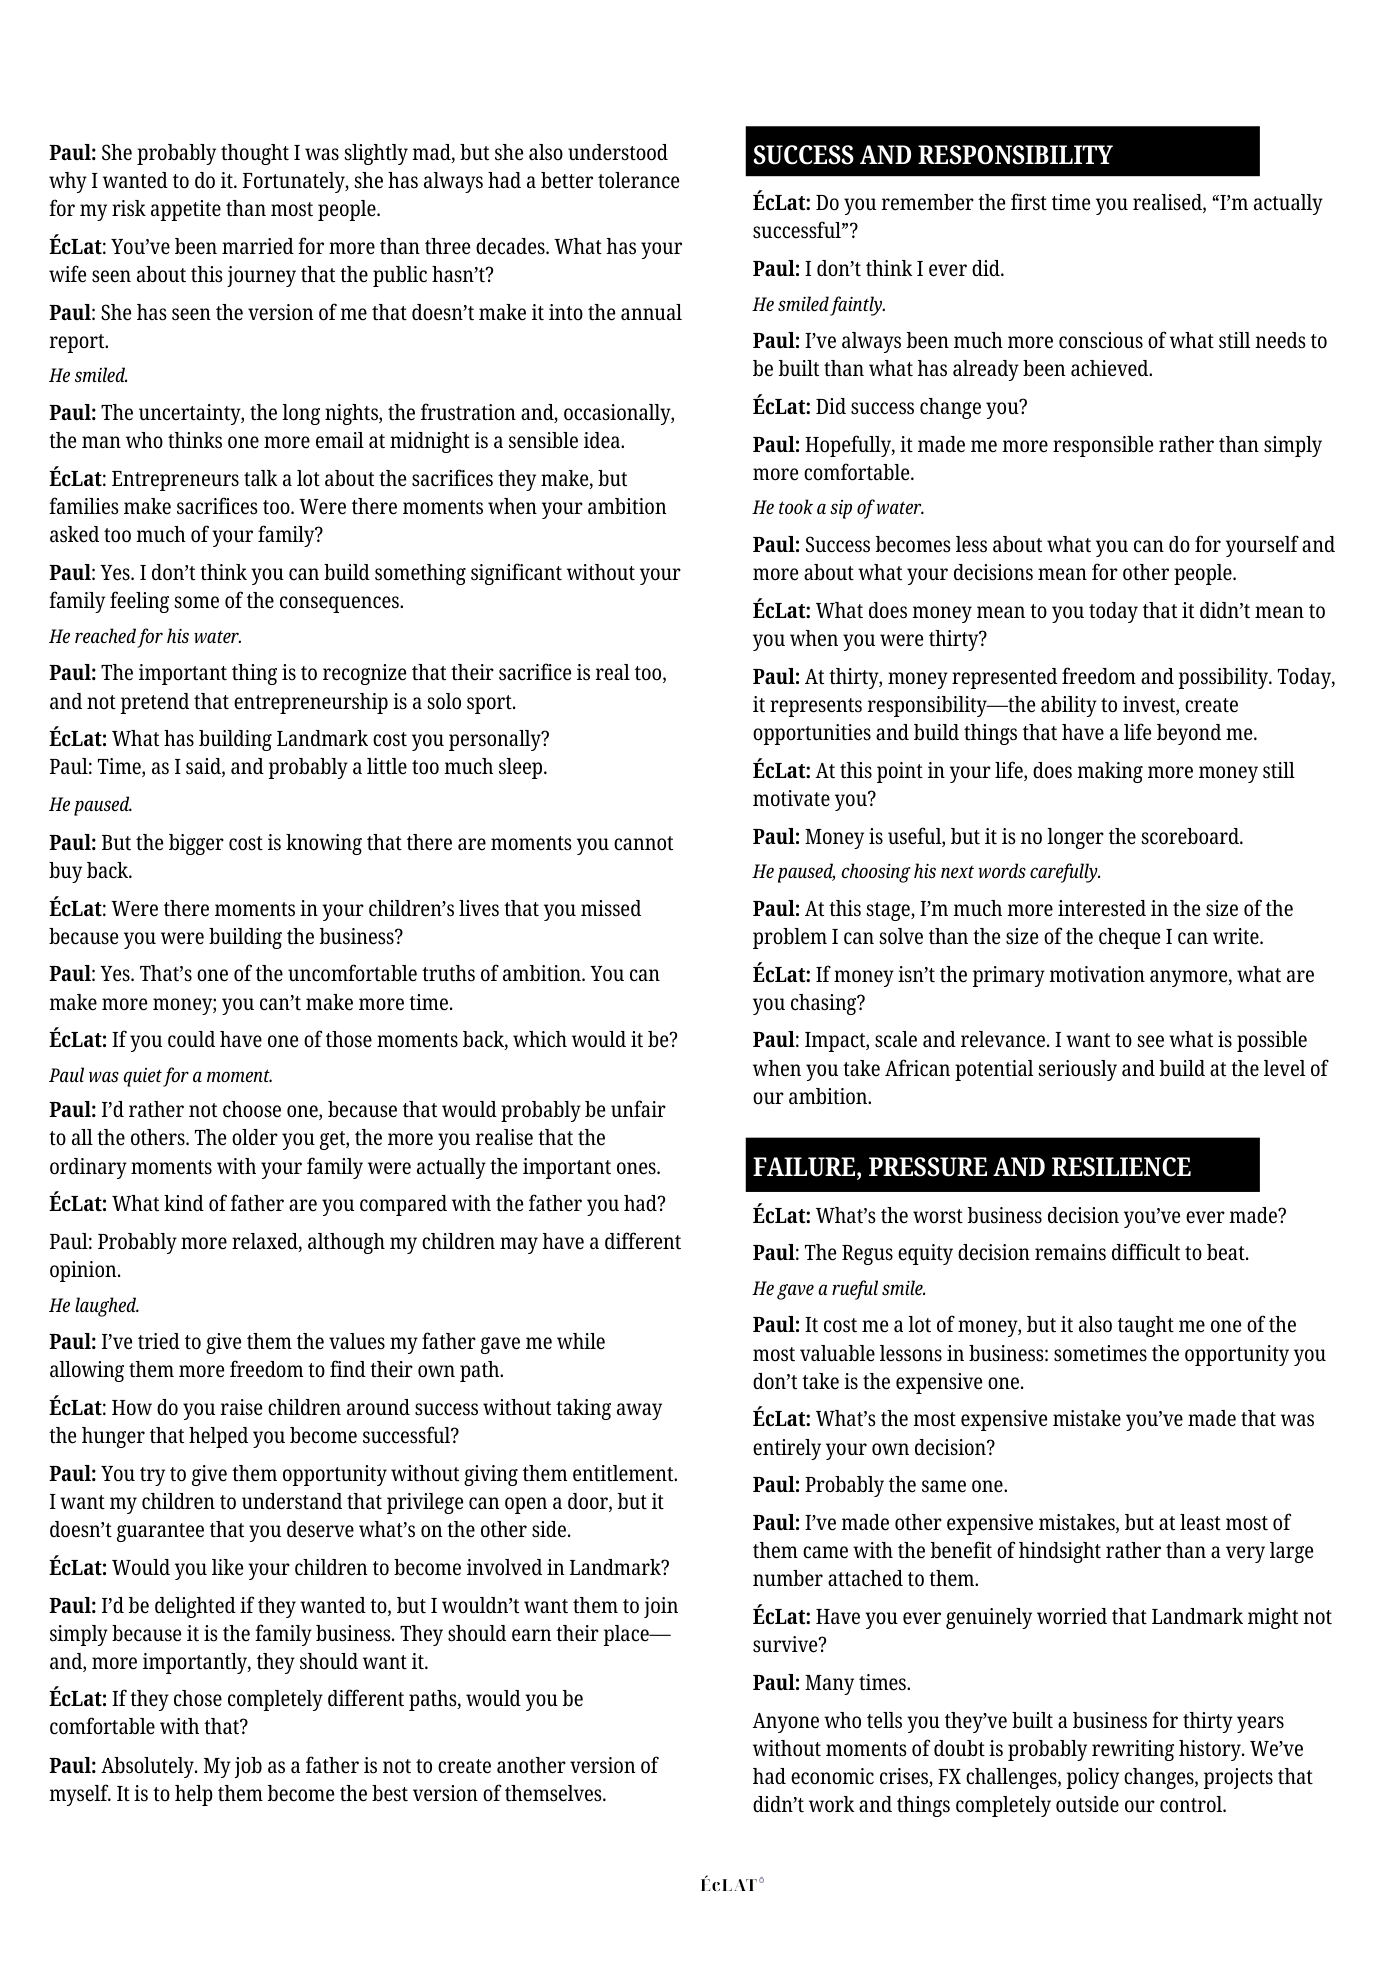 Paul: She probably thought I was slightly mad, but she also understood
why I wanted to do it. Fortunately, she has always had a better tolerance
for my risk appetite than most people.
ÉcLat: You’ve been married for more than three decades. What has your
wife seen about this journey that the public hasn’t?
Paul: She has seen the version of me that doesn’t make it into the annual
report.
He smiled.
Paul: The uncertainty, the long nights, the frustration and, occasionally,
the man who thinks one more email at midnight is a sensible idea.
ÉcLat: Entrepreneurs talk a lot about the sacrifices they make, but
families make sacrifices too. Were there moments when your ambition
asked too much of your family?
Paul: Yes. I don’t think you can build something significant without your
family feeling some of the consequences.
He reached for his water.
Paul: The important thing is to recognize that their sacrifice is real too,
and not pretend that entrepreneurship is a solo sport.
ÉcLat: What has building Landmark cost you personally?
Paul: Time, as I said, and probably a little too much sleep.
He paused.
Paul: But the bigger cost is knowing that there are moments you cannot
buy back.
ÉcLat: Were there moments in your children’s lives that you missed
because you were building the business?
Paul: Yes. That’s one of the uncomfortable truths of ambition. You can
make more money; you can’t make more time.
ÉcLat: If you could have one of those moments back, which would it be?
Paul was quiet for a moment.
Paul: I’d rather not choose one, because that would probably be unfair
to all the others. The older you get, the more you realise that the
ordinary moments with your family were actually the important ones.
ÉcLat: What kind of father are you compared with the father you had?
Paul: Probably more relaxed, although my children may have a different
opinion.
He laughed.
Paul: I’ve tried to give them the values my father gave me while
allowing them more freedom to find their own path.
ÉcLat: How do you raise children around success without taking away
the hunger that helped you become successful?
Paul: You try to give them opportunity without giving them entitlement.
I want my children to understand that privilege can open a door, but it
doesn’t guarantee that you deserve what’s on the other side.
ÉcLat: Would you like your children to become involved in Landmark?
Paul: I’d be delighted if they wanted to, but I wouldn’t want them to join
simply because it is the family business. They should earn their place—
and, more importantly, they should want it.
ÉcLat: If they chose completely different paths, would you be
comfortable with that?
Paul: Absolutely. My job as a father is not to create another version of
myself. It is to help them become the best version of themselves.
SUCCESS AND RESPONSIBILITY
ÉcLat: Do you remember the first time you realised, “I’m actually
successful”?
Paul: I don’t think I ever did.
He smiled faintly.
Paul: I’ve always been much more conscious of what still needs to
be built than what has already been achieved.
ÉcLat: Did success change you?
Paul: Hopefully, it made me more responsible rather than simply
more comfortable.
He took a sip of water.
Paul: Success becomes less about what you can do for yourself and
more about what your decisions mean for other people.
ÉcLat: What does money mean to you today that it didn’t mean to
you when you were thirty?
Paul: At thirty, money represented freedom and possibility. Today,
it represents responsibility—the ability to invest, create
opportunities and build things that have a life beyond me.
ÉcLat: At this point in your life, does making more money still
motivate you?
Paul: Money is useful, but it is no longer the scoreboard.
He paused, choosing his next words carefully.
Paul: At this stage, I’m much more interested in the size of the
problem I can solve than the size of the cheque I can write.
ÉcLat: If money isn’t the primary motivation anymore, what are
you chasing?
Paul: Impact, scale and relevance. I want to see what is possible
when you take African potential seriously and build at the level of
our ambition.
FAILURE, PRESSURE AND RESILIENCE
ÉcLat: What’s the worst business decision you’ve ever made?
Paul: The Regus equity decision remains difficult to beat.
He gave a rueful smile.
Paul: It cost me a lot of money, but it also taught me one of the
most valuable lessons in business: sometimes the opportunity you
don’t take is the expensive one.
ÉcLat: What’s the most expensive mistake you’ve made that was
entirely your own decision?
Paul: Probably the same one.
Paul: I’ve made other expensive mistakes, but at least most of
them came with the benefit of hindsight rather than a very large
number attached to them.
ÉcLat: Have you ever genuinely worried that Landmark might not
survive?
Paul: Many times.
Anyone who tells you they’ve built a business for thirty years
without moments of doubt is probably rewriting history. We’ve
had economic crises, FX challenges, policy changes, projects that
didn’t work and things completely outside our control.
ÉcLAT